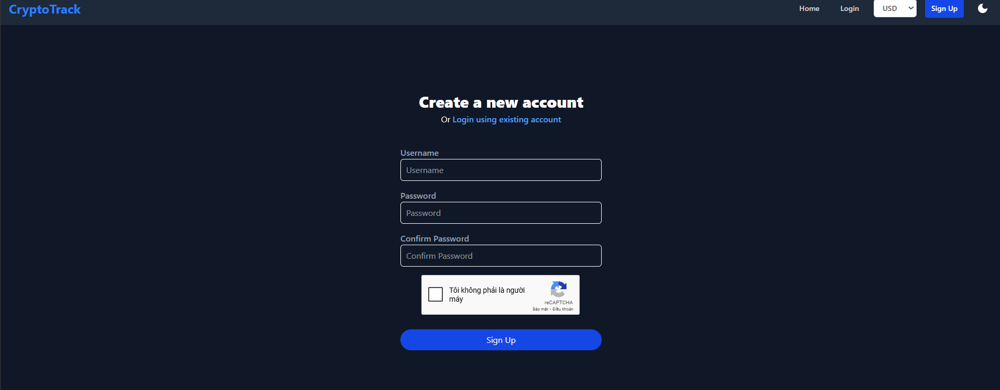 CryptoTrack
Home
Login
USD
Sign Up
Create a new account
Or Login using existing account
Username
Username
Password
Password
Confirm Password
Confirm Password
Tôi không phải là người
máy
reCAPTCHA
Bảo mật - Điều khoản
Sign Up